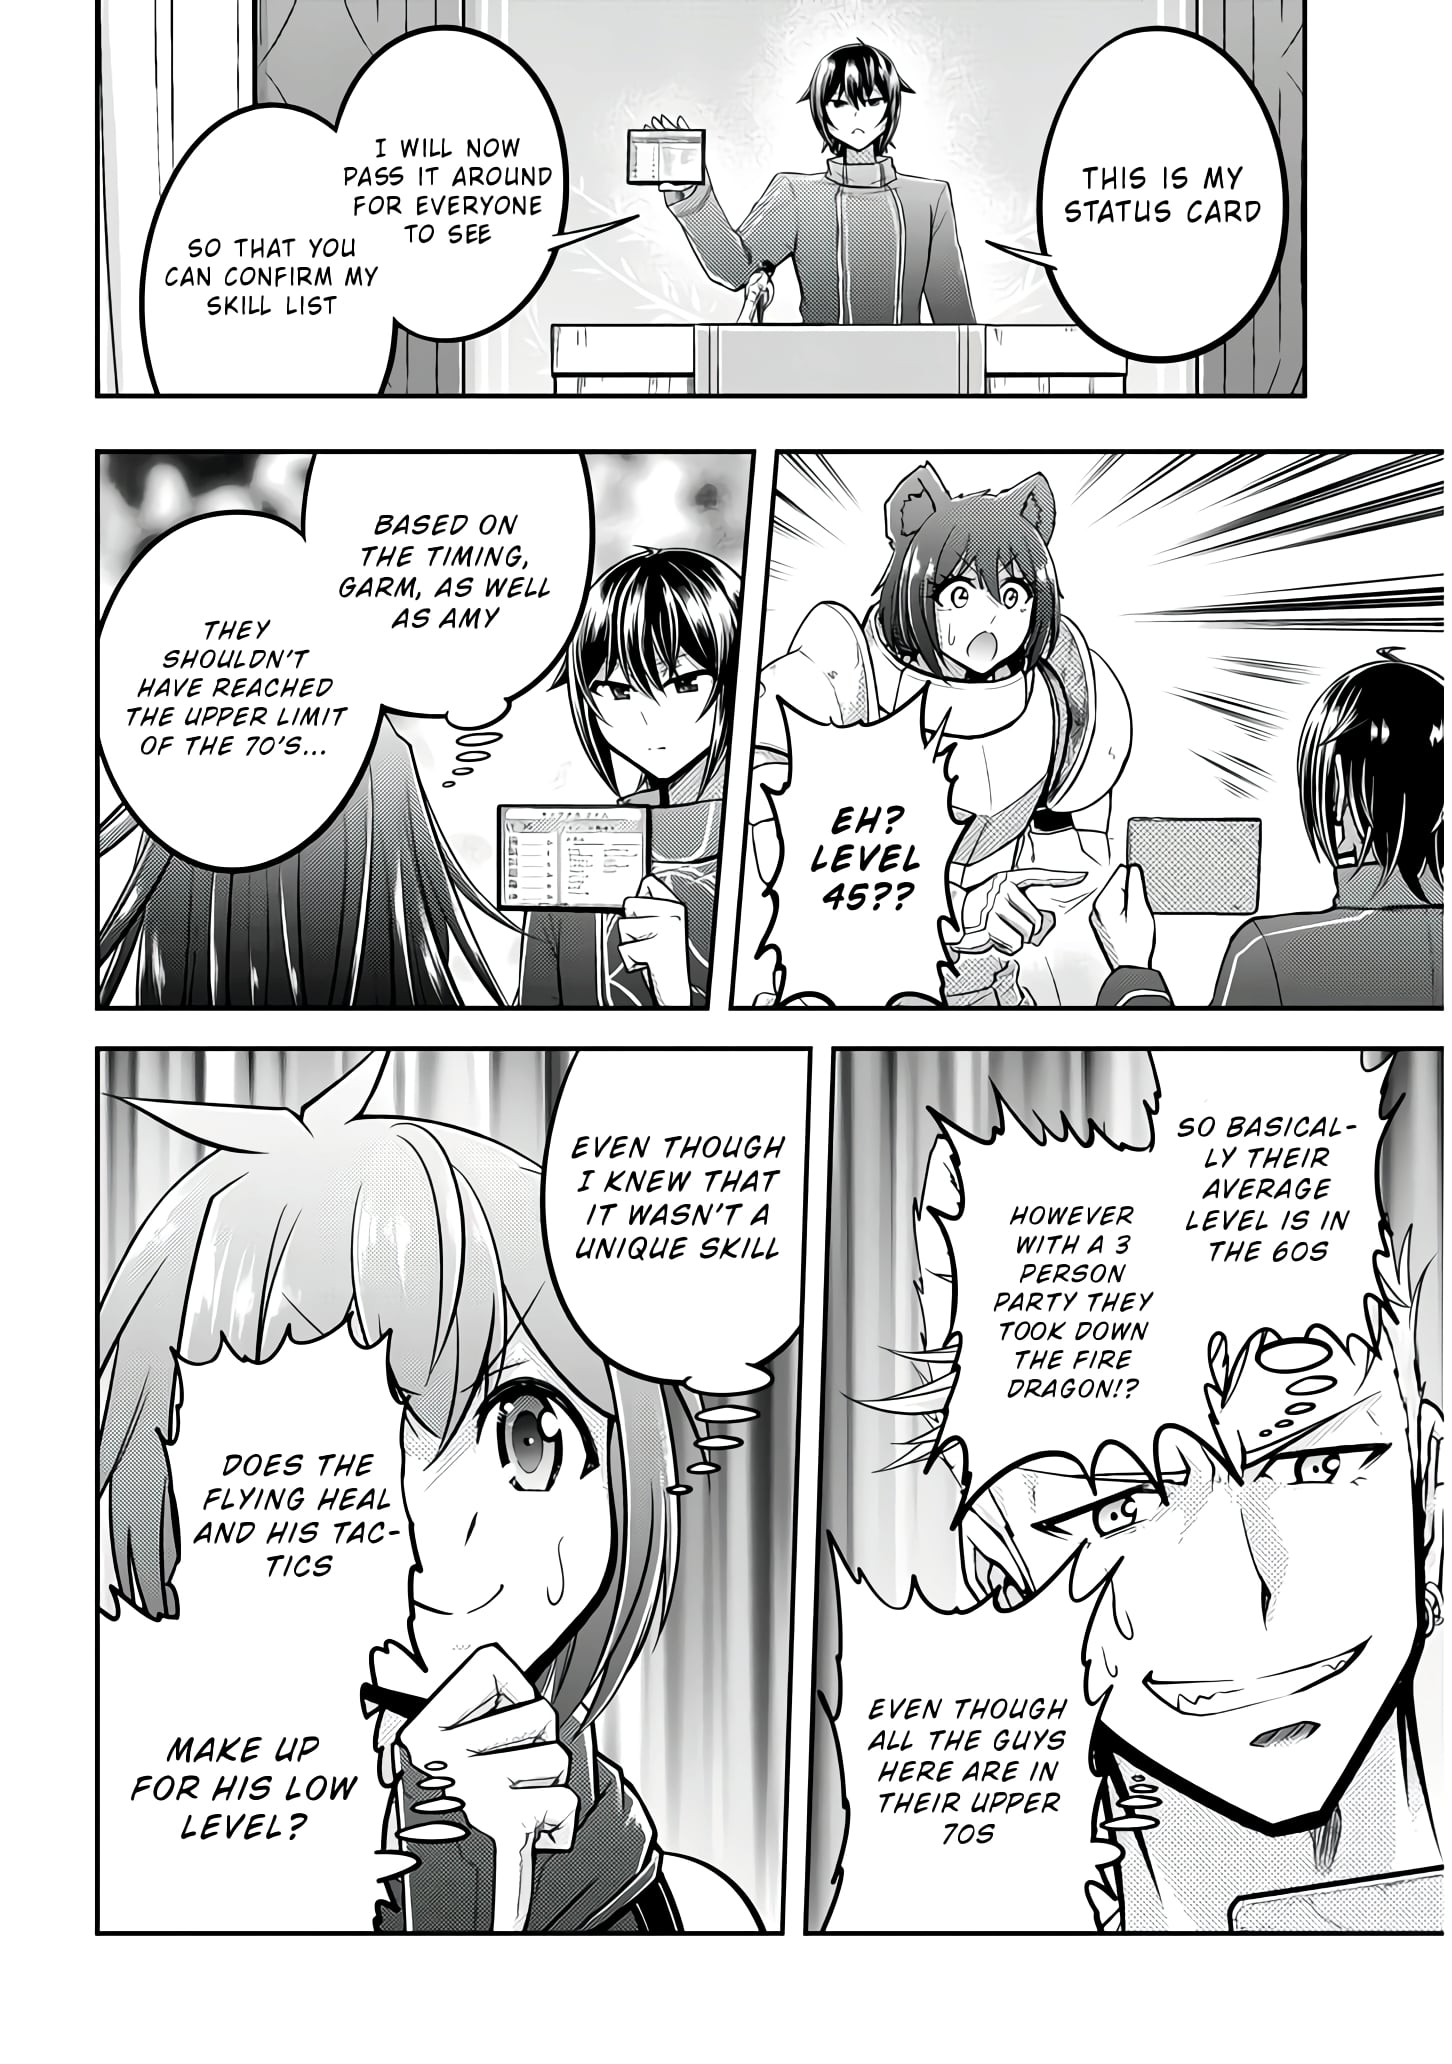 THIS IS MY
STATUS CARD
I WILL NOW
PASS IT AROUND
FOR EVERYONE
TO SEE
SO THAT YOU
CAN CONFIRM MY
SKILL LIST
EH?
LEVEL
45??
BASED ON
THE TIMING,
GARM, AS WELL
AS AMY
THEY
SHOULDN'T
HAVE REACHED
THE UPPER LIMIT
OF THE 70'S...
SO BASICAL-
LY THEIR
AVERAGE
LEVEL IS IN
THE 60S
HOWEVER
WITH A 3
PERSON
PARTY THEY
TOOK DOWN
THE FIRE
DRAGON!?
EVEN THOUGH
ALL THE GUYS
HERE ARE IN
THEIR UPPER
70S
EVEN THOUGH
I KNEW THAT
IT WASN'T A
UNIQUE SKILL
DOES THE
FLYING HEAL
AND HIS TAC-
TICS
MAKE UP
FOR HIS LOW
LEVEL?